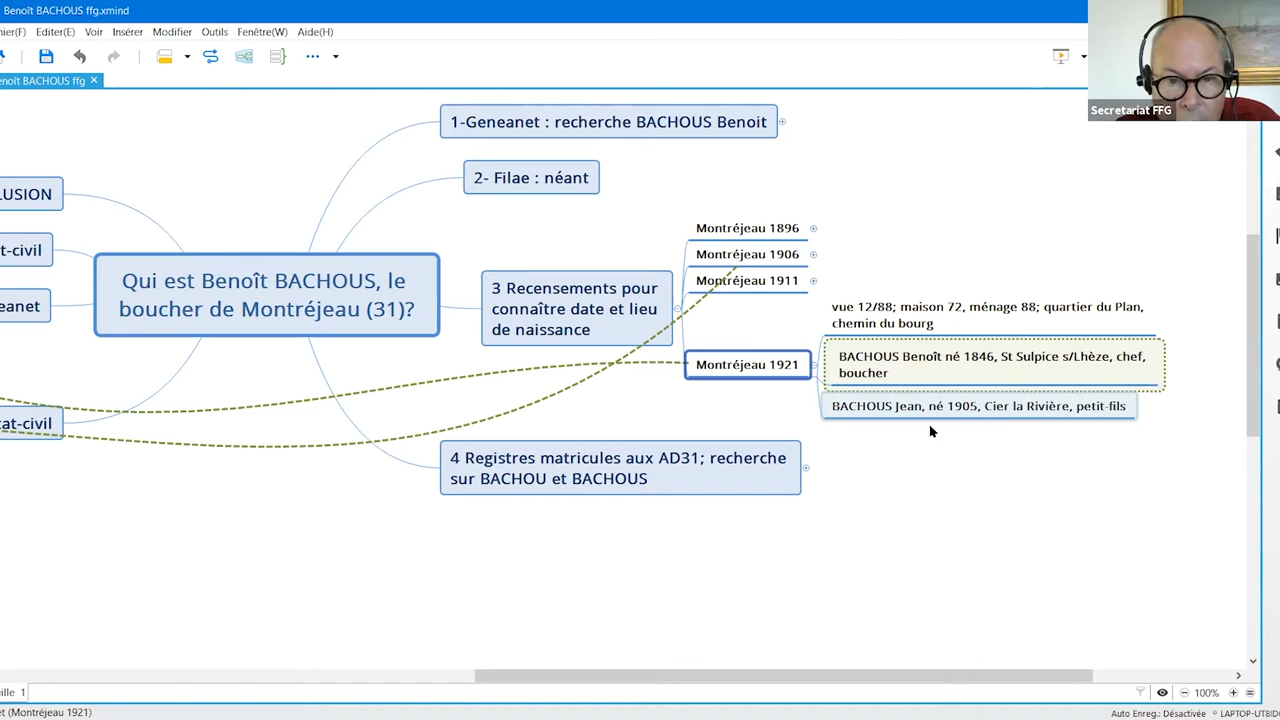 Benoît BACHOUS ffg.xmind
hier(F) Editer(E) Voir Insérer Modifier Outils Fenêtre(W) Aide(H)
enoît BACHOUS ffg
Secretariat FFG
1-Geneanet : recherche BACHOUS Benoit
2- Filae : néant
LUSION
t-civil
eanet
tat-civil
Qui est Benoît BACHOUS, le
boucher de Montréjeau (31)?
3 Recensements pour
connaître date et lieu
de naissance
Montréjeau 1896
Montréjeau 1906
Montréjeau 1911
Montréjeau 1921
vue 12/88; maison 72, ménage 88; quartier du Plan,
chemin du bourg
BACHOUS Benoît né 1846, St Sulpice s/Lhèze, chef,
boucher
BACHOUS Jean, né 1905, Cier la Rivière, petit-fils
4 Registres matricules aux AD31; recherche
sur BACHOU et BACHOUS
uille 1
100%
et (Montréjeau 1921)
Auto Enreg.: Désactivée
LAPTOP-UT8ID